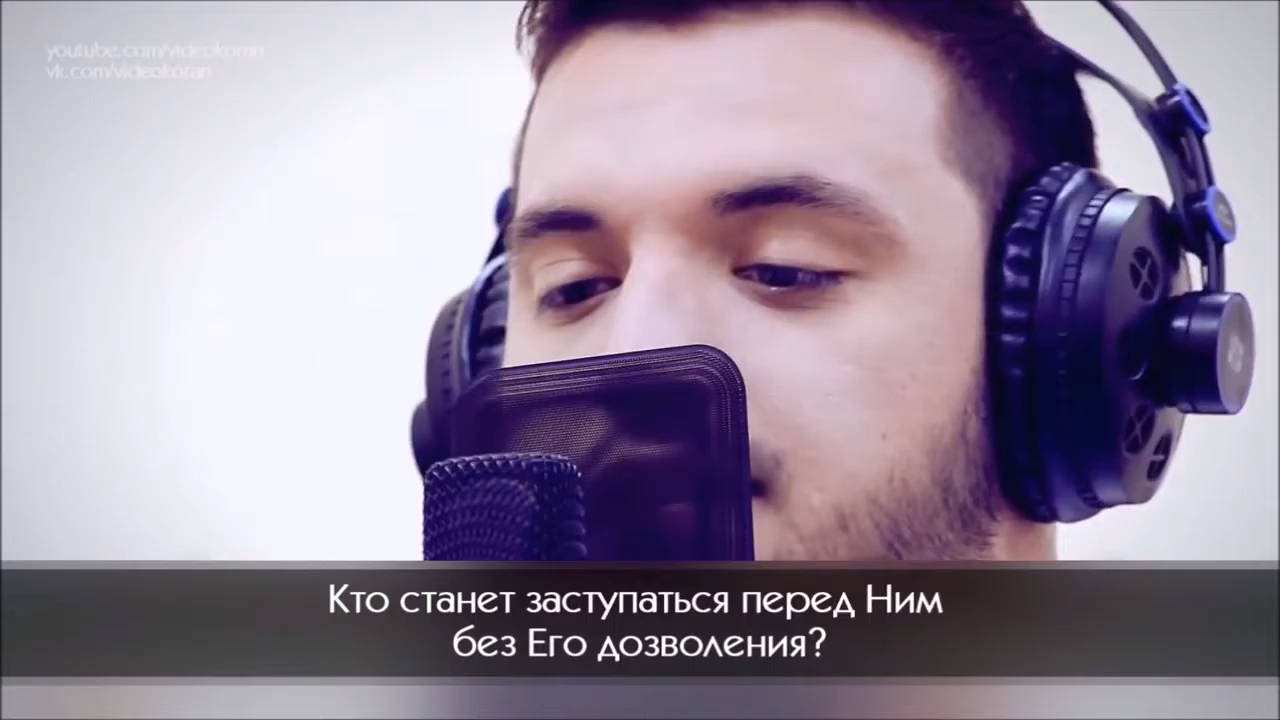 youtube.com/videokoran
vk.com/videokoran
Кто станет заступаться перед Ним
без Его дозволения?